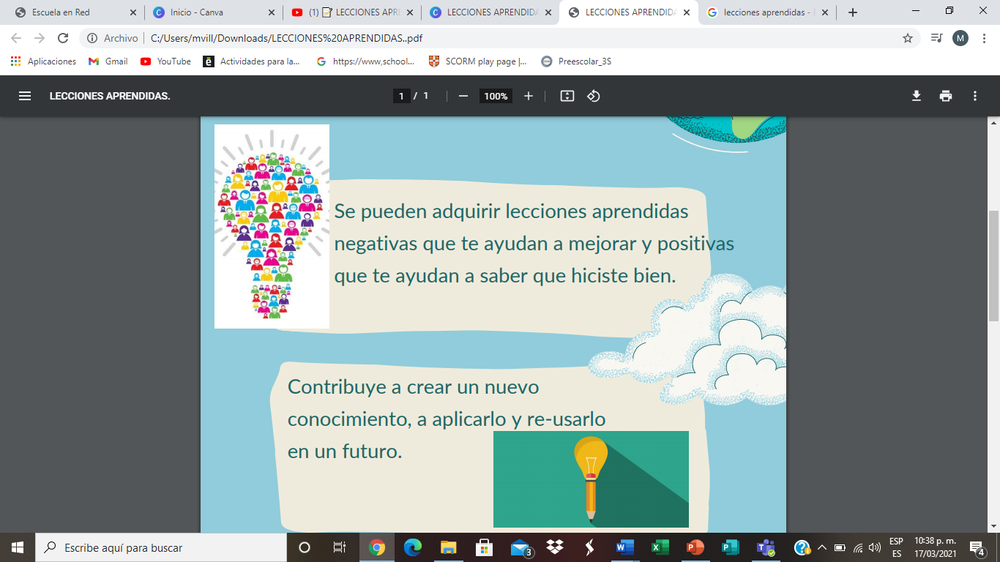 Escuela en Red
Inicio - Canva
(1) 📝 LECCIONES APR
LECCIONES APRENDIDA
LECCIONES APRENDIDA
lecciones aprendidas -
Archivo
C:/Users/mvill/Downloads/LECCIONES%20APRENDIDAS..pdf
M
Aplicaciones
Gmail
YouTube
Actividades para la...
https://www,school...
SCORM play page |...
Preescolar_3S
LECCIONES APRENDIDAS.
1 / 1
100%
Se pueden adquirir lecciones aprendidas
negativas que te ayudan a mejorar y positivas
que te ayudan a saber que hiciste bien.
Contribuye a crear un nuevo
conocimiento, a aplicarlo y re-usarlo
en un futuro.
Escribe aquí para buscar
3
ESP
ES
10:38 p. m.
17/03/2021
4